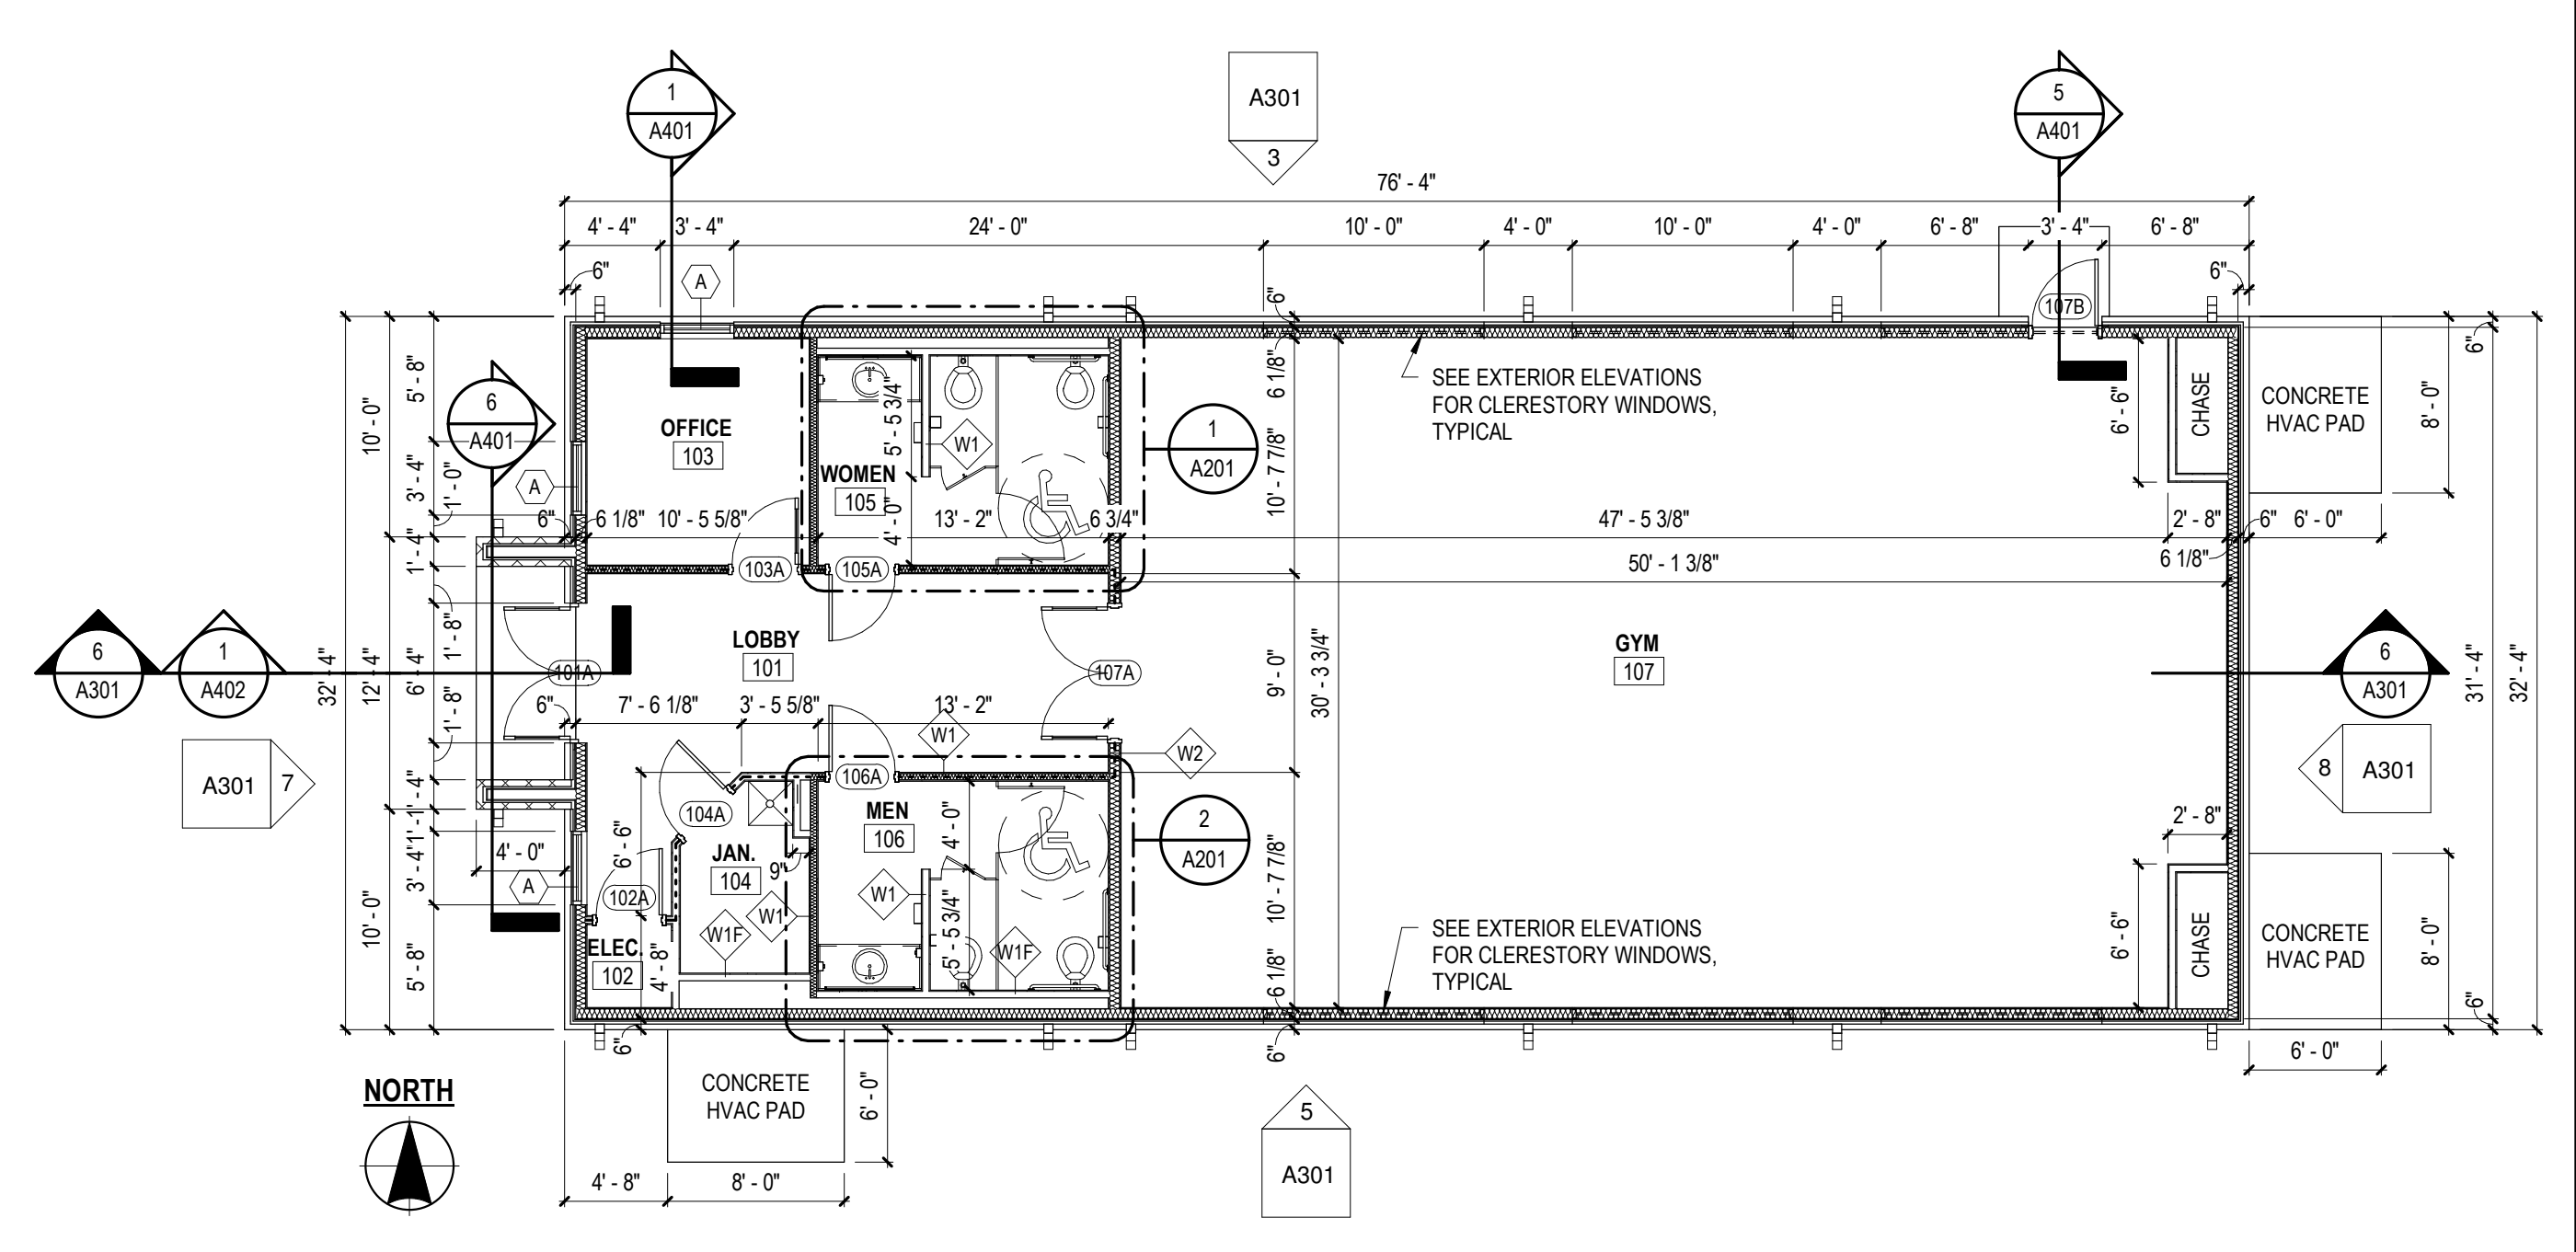 1
A401
A301
3
5
A401
76' - 4"
4' - 4"
3' - 4"
24' - 0"
10' - 0"
4' - 0"
10' - 0"
4' - 0"
6' - 8"
3' - 4"
6' - 8"
6"
A
6"
107B
6"
6
A401
32' - 4"
10' - 0"
12' - 4"
10' - 0"
5' - 8"
3' - 4"
1' - 0"
1' - 4"
1' - 8"
6' - 4"
1' - 8"
1' - 4"
1' - 0"
3' - 4"
5' - 8"
A
OFFICE
103
WOMEN
105
5' - 5 3/4"
4' - 0"
W1
1
A201
6 1/8"
10' - 7 7/8"
SEE EXTERIOR ELEVATIONS
FOR CLERESTORY WINDOWS,
TYPICAL
6' - 6"
CHASE
CONCRETE
HVAC PAD
8' - 0"
6"
6"
6 1/8"
10' - 5 5/8"
13' - 2"
6 3/4"
47' - 5 3/8"
2' - 8"
6"
6' - 0"
6 1/8"
50' - 1 3/8"
103A
105A
6
A301
1
A402
101A
LOBBY
101
107A
9' - 0"
30' - 3 3/4"
GYM
107
6
A301
31' - 4"
32' - 4"
6"
7' - 6 1/8"
3' - 5 5/8"
13' - 2"
W1
W2
A301
7
8
A301
106A
104A
MEN
106
4' - 0"
2
A201
2' - 8"
4' - 0"
A
6' - 6"
JAN.
104
9"
102A
W1
W1
W1F
5' - 5 3/4"
W1F
ELEC.
102
4' - 8"
10' - 7 7/8"
6 1/8"
6"
SEE EXTERIOR ELEVATIONS
FOR CLERESTORY WINDOWS,
TYPICAL
6' - 6"
CHASE
CONCRETE
HVAC PAD
8' - 0"
6"
6"
6' - 0"
NORTH
CONCRETE
HVAC PAD
6' - 0"
4' - 8"
8' - 0"
5
A301